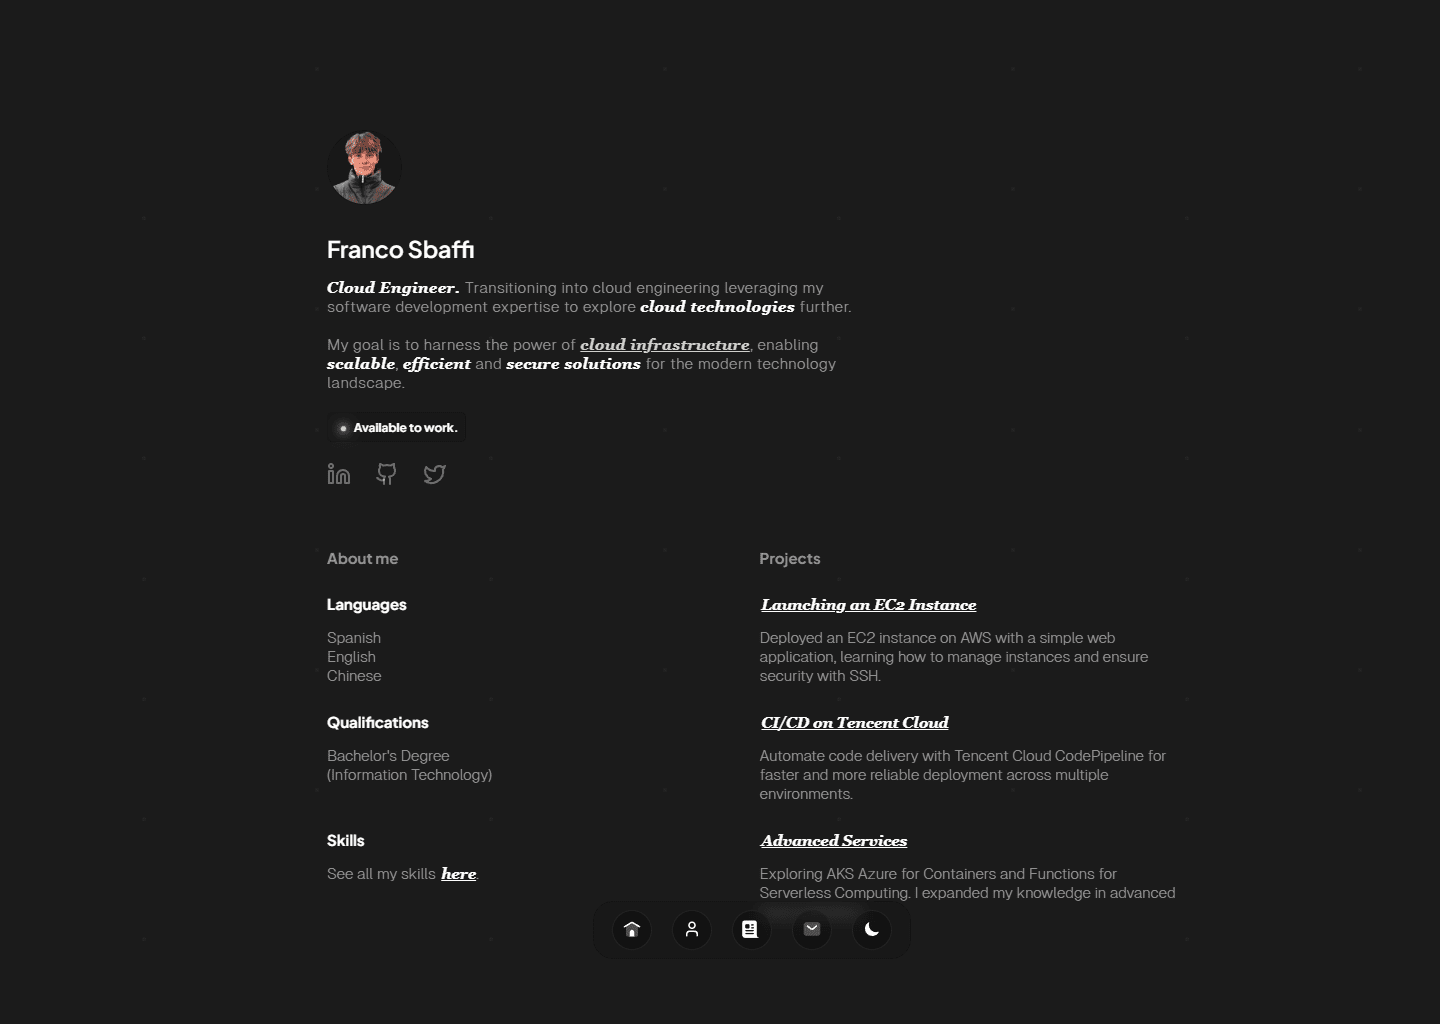 Franco Sbaffi
Cloud Engineer. Transitioning into cloud engineering leveraging my
software development expertise to explore cloud technologies further.
My goal is to harness the power of cloud infrastructure, enabling
scalable, efficient and secure solutions for the modern technology
landscape.
Available to work.
About me
Languages
Spanish
English
Chinese
Qualifications
Bachelor's Degree
(Information Technology)
Skills
See all my skills here.
Projects
Launching an EC2 Instance
Deployed an EC2 instance on AWS with a simple web
application, learning how to manage instances and ensure
security with SSH.
CI/CD on Tencent Cloud
Automate code delivery with Tencent Cloud CodePipeline for
faster and more reliable deployment across multiple
environments.
Advanced Services
Exploring AKS Azure for Containers and Functions for
Serverless Computing. I expanded my knowledge in advanced